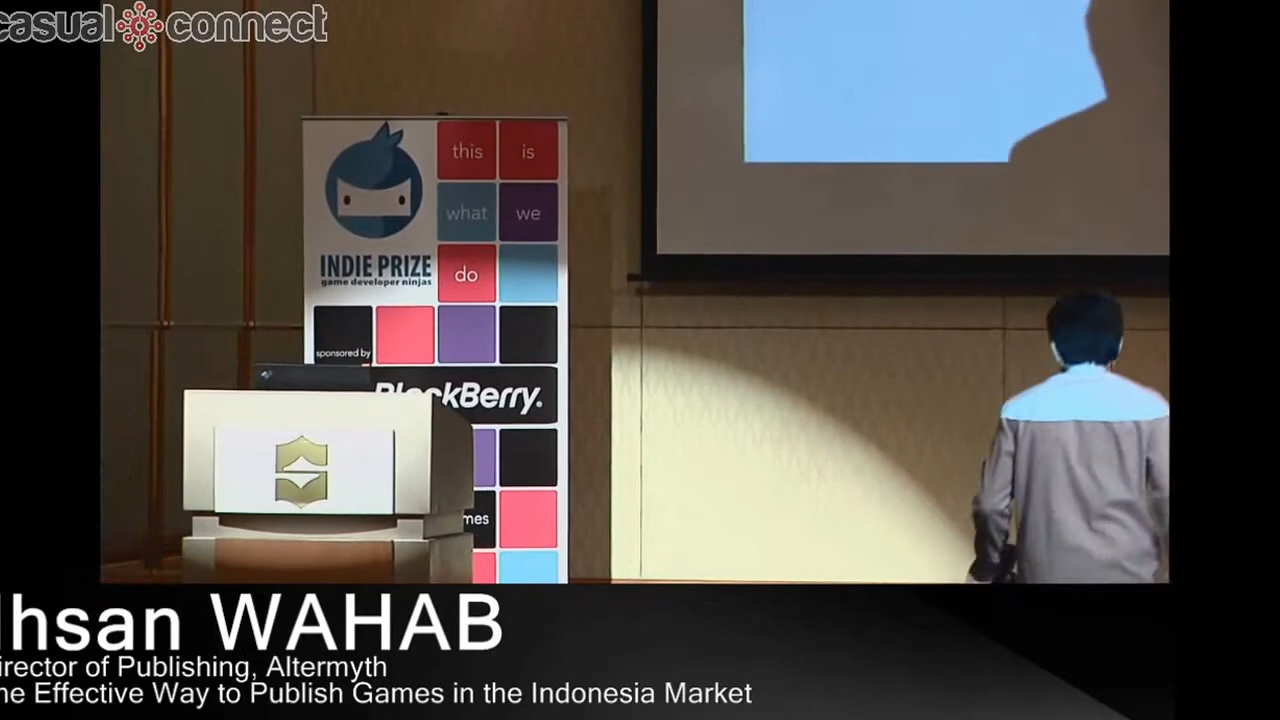 casual connect
this is
what we
do
INDIE PRIZE
game developer ninjas
sponsored by
BlackBerry.
mes
Ihsan WAHAB
irector of Publishing, Altermyth
he Effective Way to Publish Games in the Indonesia Market